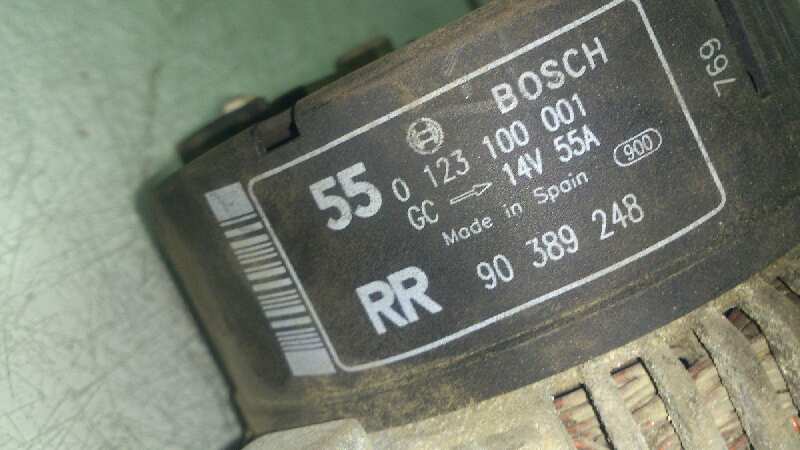 BOSCH
55 0 123 100 001
GC → 14V 55A 900
Made in Spain
RR 90 389 248
769